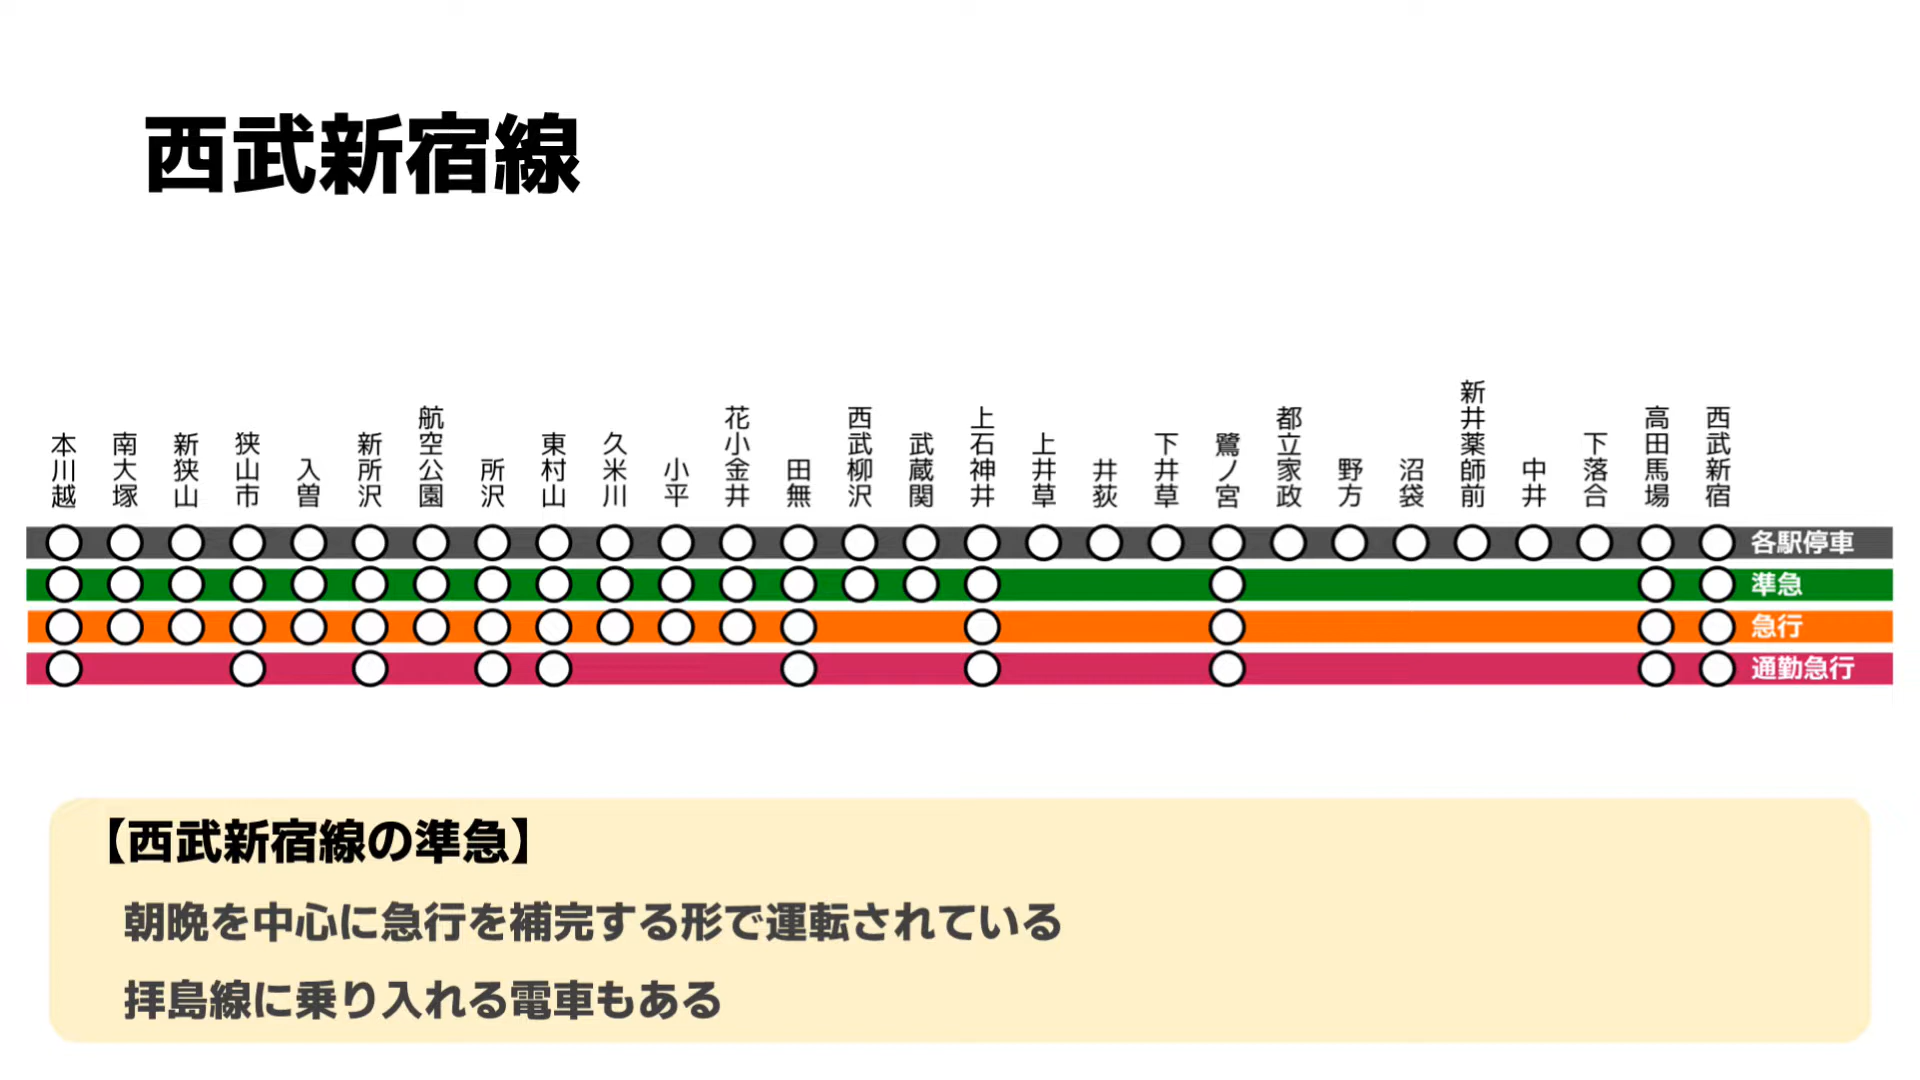 西武新宿線
本川越
南大塚
新狭山
狭山市
入曽
新所沢
航空公園
所沢
東村山
久米川
小平
花小金井
田無
西武柳沢
武蔵関
上石神井
上井草
井荻
下井草
鷺ノ宮
都立家政
野方
沼袋
新井薬師前
中井
下落合
高田馬場
西武新宿
各駅停車
準急
急行
通勤急行
【西武新宿線の準急】
朝晩を中心に急行を補完する形で運転されている
拝島線に乗り入れる電車もある